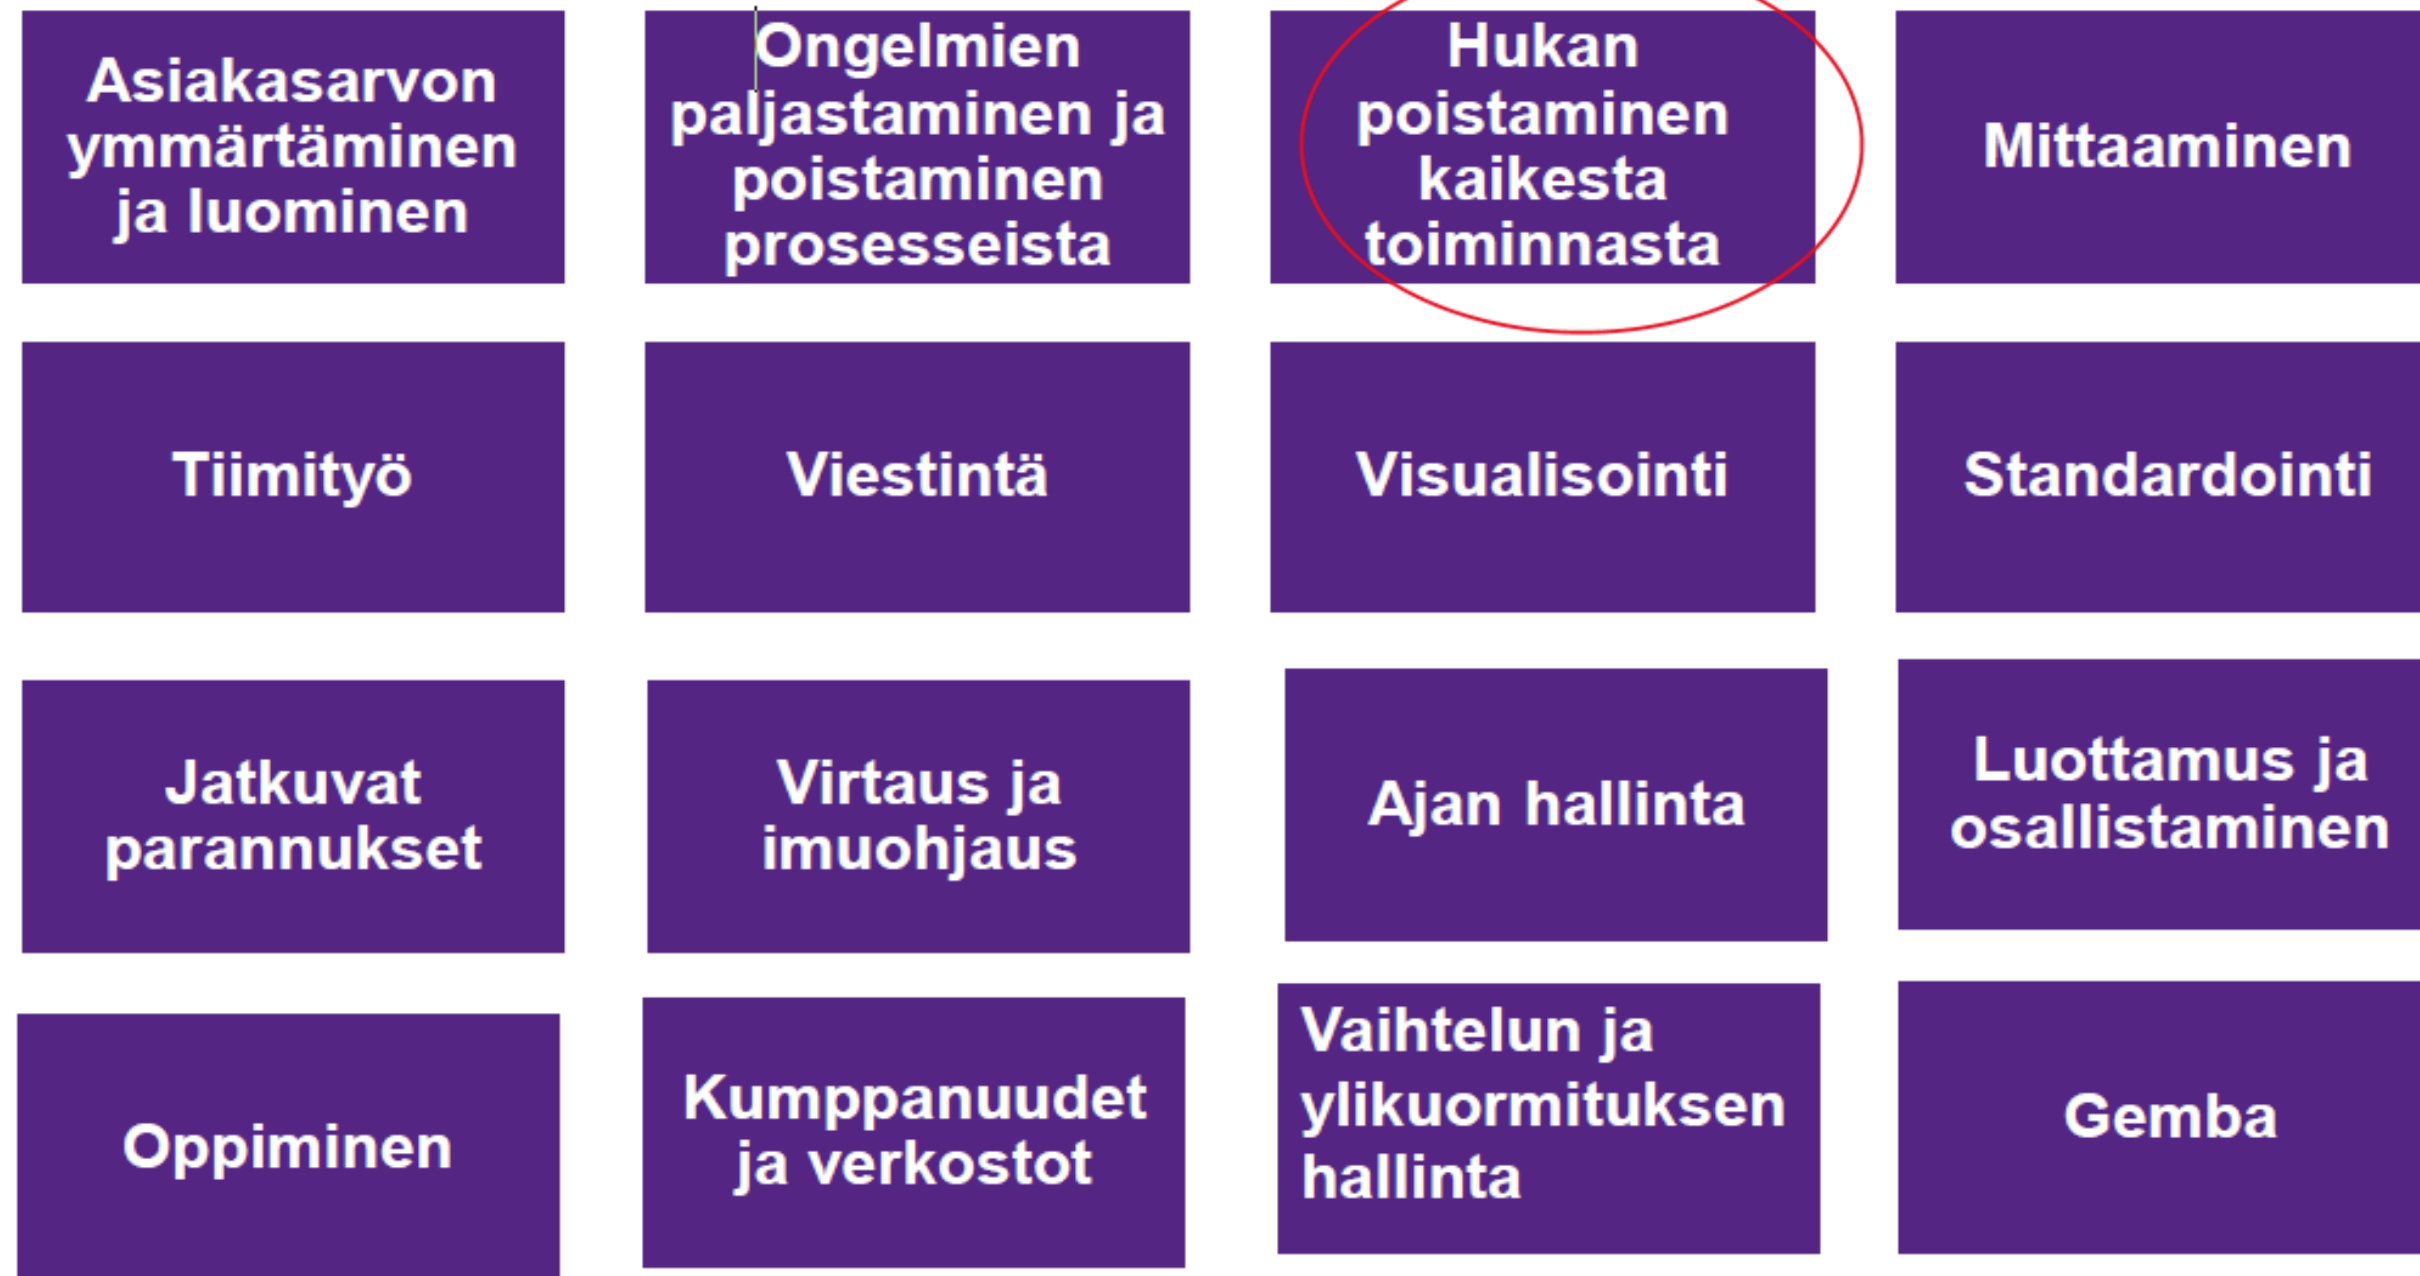 Asiakasarvon
ymmärtäminen
ja luominen
Ongelmien
paljastaminen ja
poistaminen
prosesseista
Hukan
poistaminen
kaikesta
toiminnasta
Mittaaminen
Tiimityö
Viestintä
Visualisointi
Standardointi
Jatkuvat
parannukset
Virtaus ja
imuohjaus
Ajan hallinta
Luottamus ja
osallistaminen
Oppiminen
Kumppanuudet
ja verkostot
Vaihtelun ja
ylikuormituksen
hallinta
Gemba